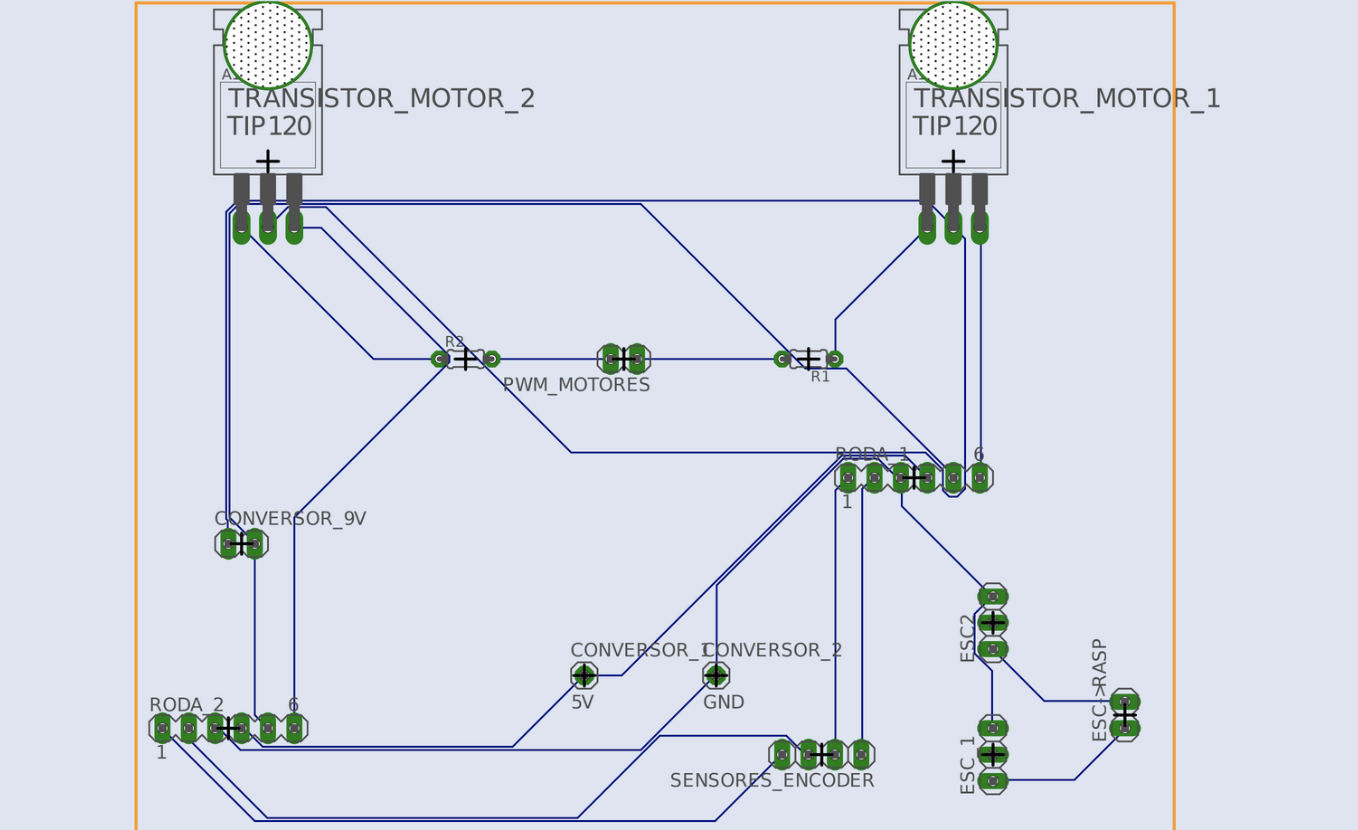 TRANSISTOR_MOTOR_2
TIP120
TRANSISTOR_MOTOR_1
TIP120
R2
PWM_MOTORES
R1
RODA_1
6
1
CONVERSOR_9V
CONVERSOR_1
5V
CONVERSOR_2
GND
ESC2
ESC->RASP
RODA_2
6
1
SENSORES_ENCODER
ESC_1